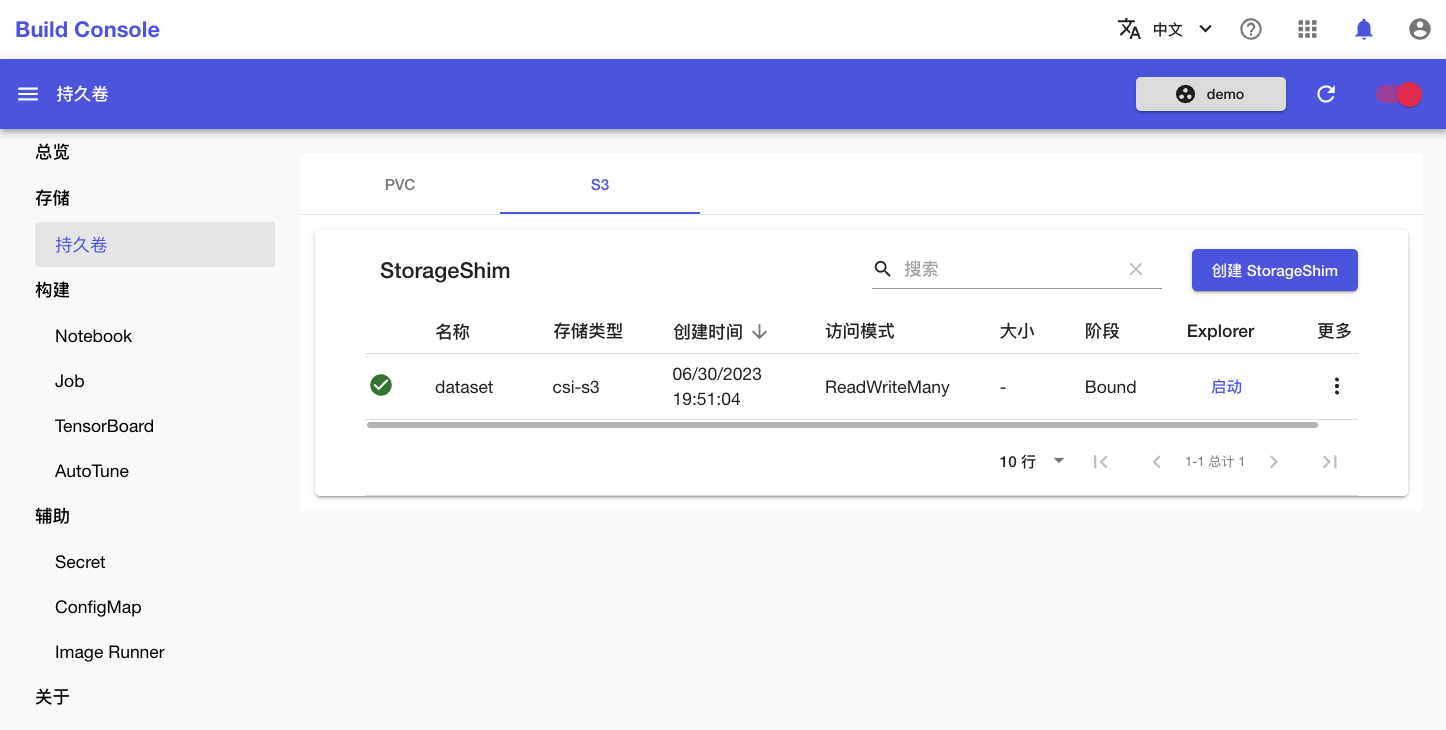 Build Console
中文
持久卷
demo
总览
存储
持久卷
构建
Notebook
Job
TensorBoard
AutoTune
辅助
Secret
ConfigMap
Image Runner
关于
PVC S3
StorageShim
搜索
创建 StorageShim
名称 存储类型 创建时间 访问模式 大小 阶段 Explorer 更多
dataset csi-s3 06/30/2023 19:51:04 ReadWriteMany - Bound 启动
10 行 1-1 总计 1